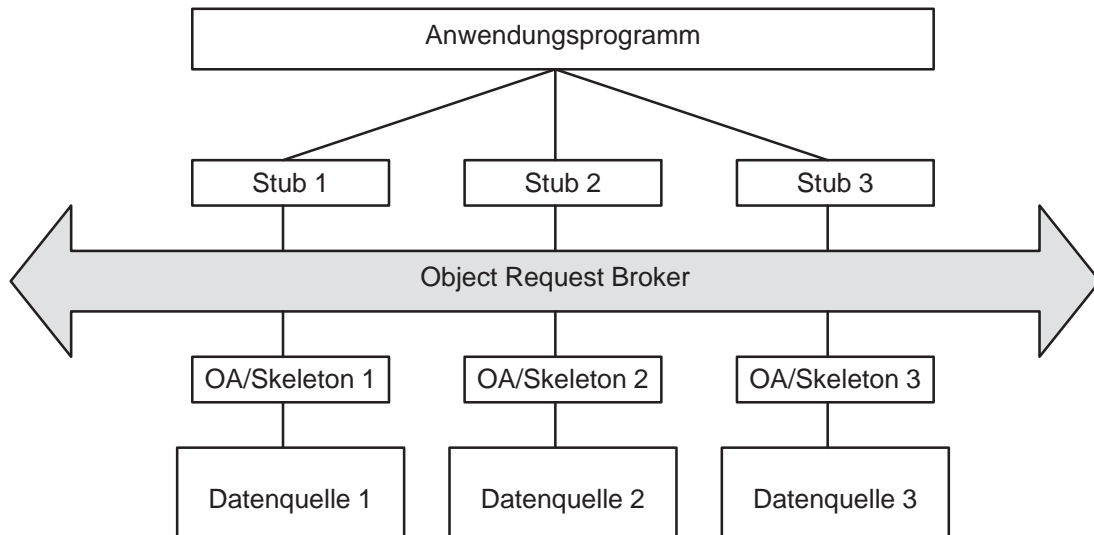 Anwendungsprogramm
Stub 1
Stub 2
Stub 3
Object Request Broker
OA/Skeleton 1
OA/Skeleton 2
OA/Skeleton 3
Datenquelle 1
Datenquelle 2
Datenquelle 3